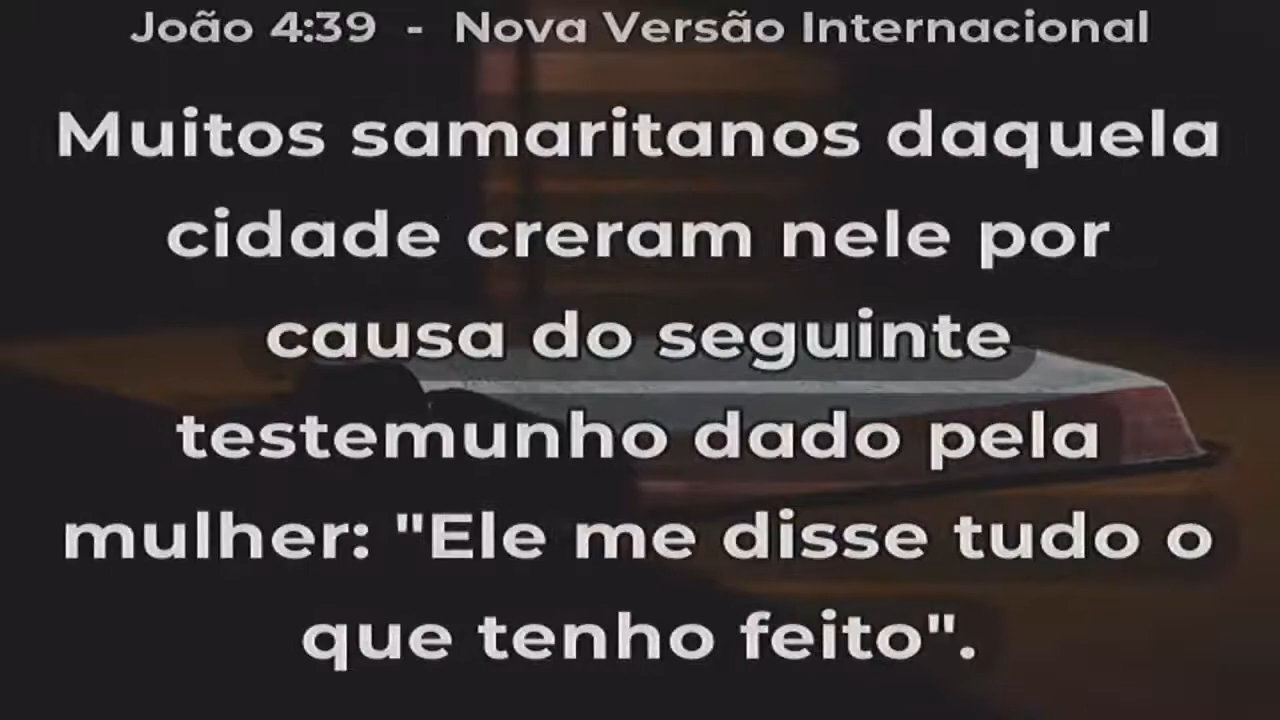 João 4:39 - Nova Versão Internacional
Muitos samaritanos daquela
cidade creram nele por
causa do seguinte
testemunho dado pela
mulher: "Ele me disse tudo o
que tenho feito".